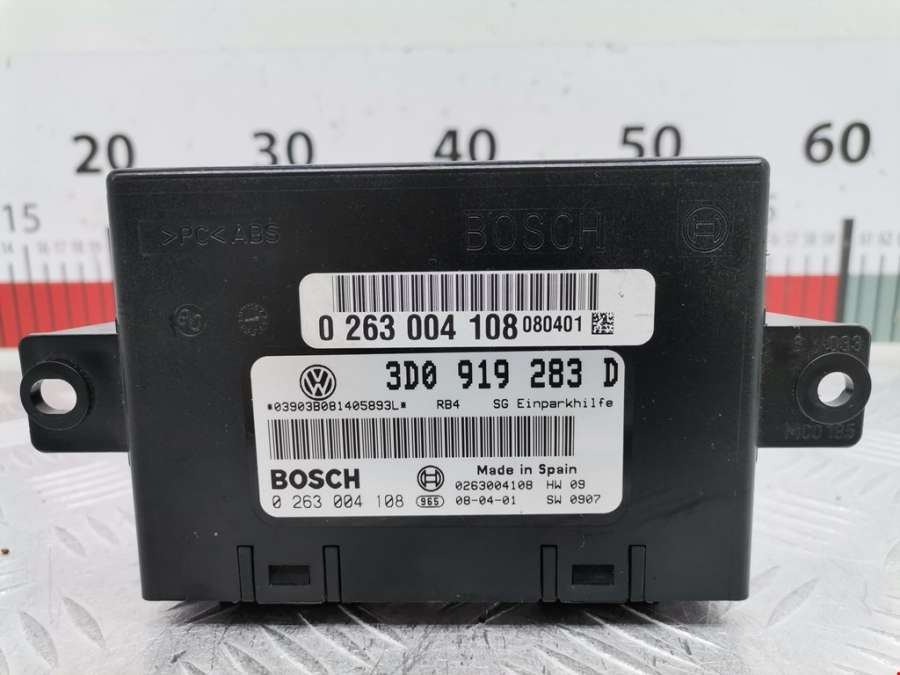 20 30 40 50 60
15
>PC<ABS
BOSCH
0 263 004 108 080401
3D0 919 283 D
*03903B081405893L* RB4 SG Einparkhilfe
BOSCH
Made in Spain
0263004108 HW 09
0 263 004 108 965 08-04-01 SW 0907